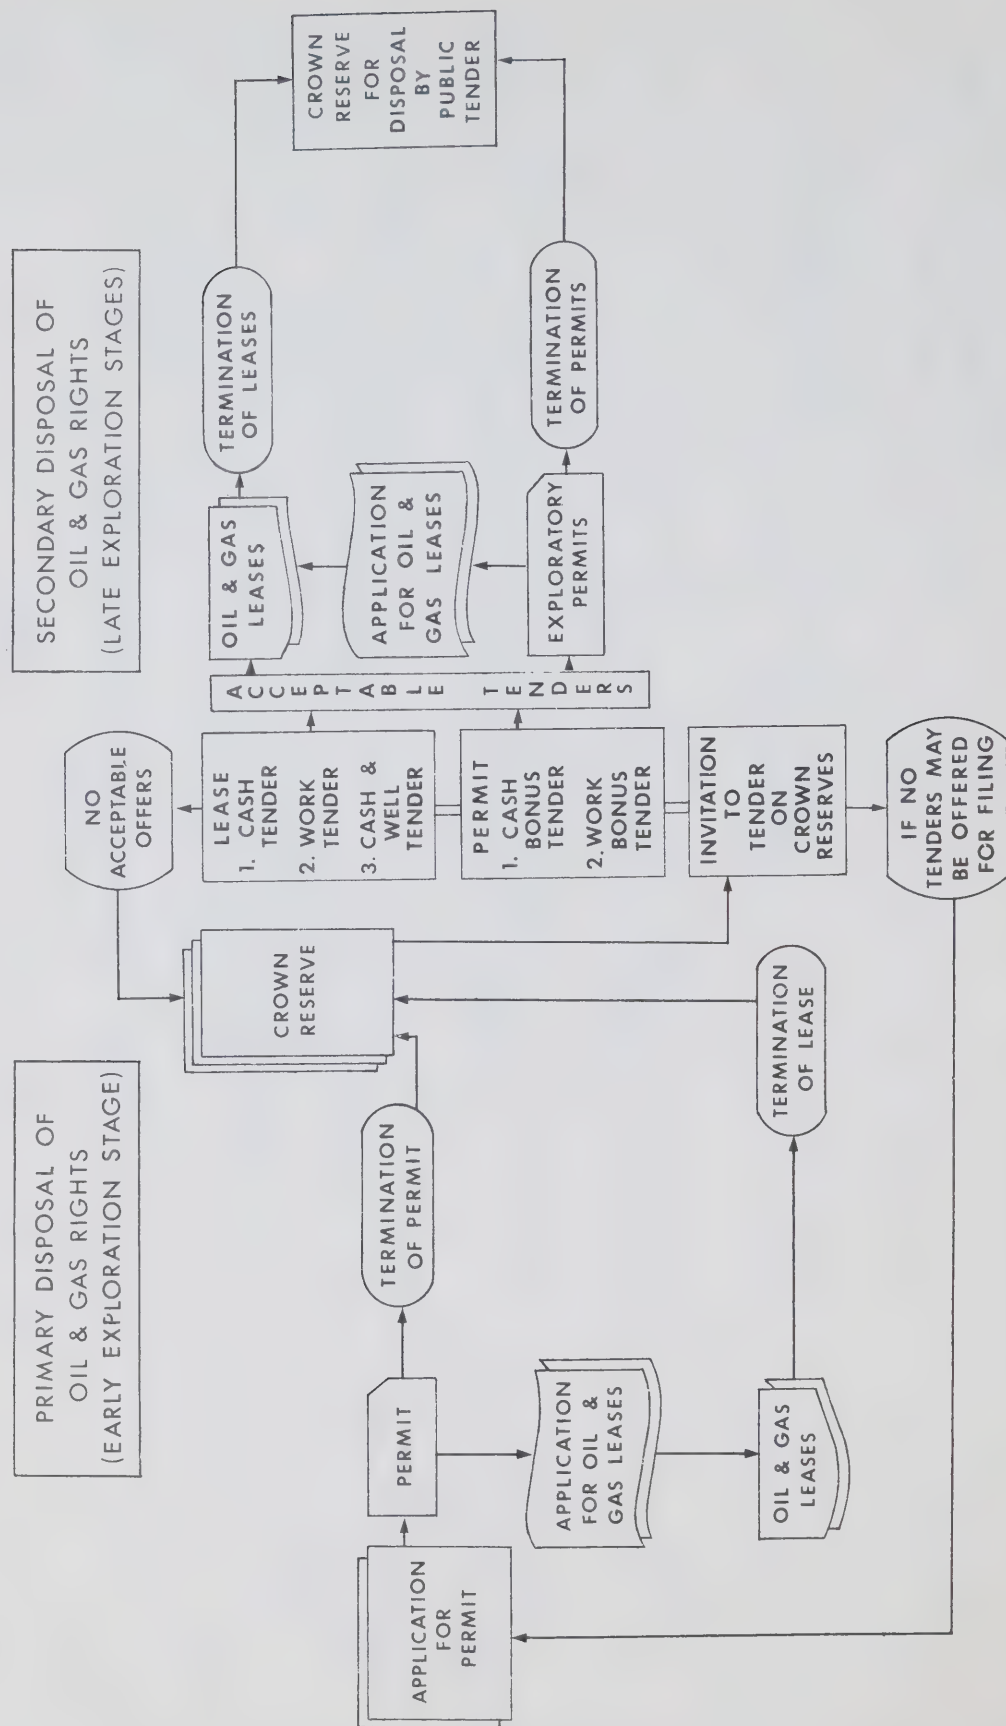 PRIMARY DISPOSAL OF
OIL & GAS RIGHTS
(EARLY EXPLORATION STAGE)
SECONDARY DISPOSAL OF
OIL & GAS RIGHTS
(LATE EXPLORATION STAGES)
APPLICATION
FOR
PERMIT
PERMIT
TERMINATION
OF PERMIT
APPLICATION
FOR OIL &
GAS LEASES
OIL & GAS
LEASES
TERMINATION
OF LEASE
CROWN
RESERVE
NO
ACCEPTABLE
OFFERS
LEASE
1. CASH
TENDER
2. WORK
TENDER
3. CASH &
WELL
TENDER
PERMIT
1. CASH
BONUS
TENDER
2. WORK
BONUS
TENDER
INVITATION
TO
TENDER
ON
CROWN
RESERVES
IF NO
TENDERS MAY
BE OFFERED
FOR FILING
ACCEPTABLE TENDERS
OIL & GAS
LEASES
APPLICATION
FOR OIL &
GAS LEASES
EXPLORATORY
PERMITS
TERMINATION
OF LEASES
TERMINATION
OF PERMITS
CROWN
RESERVE
FOR
DISPOSAL
BY
PUBLIC
TENDER